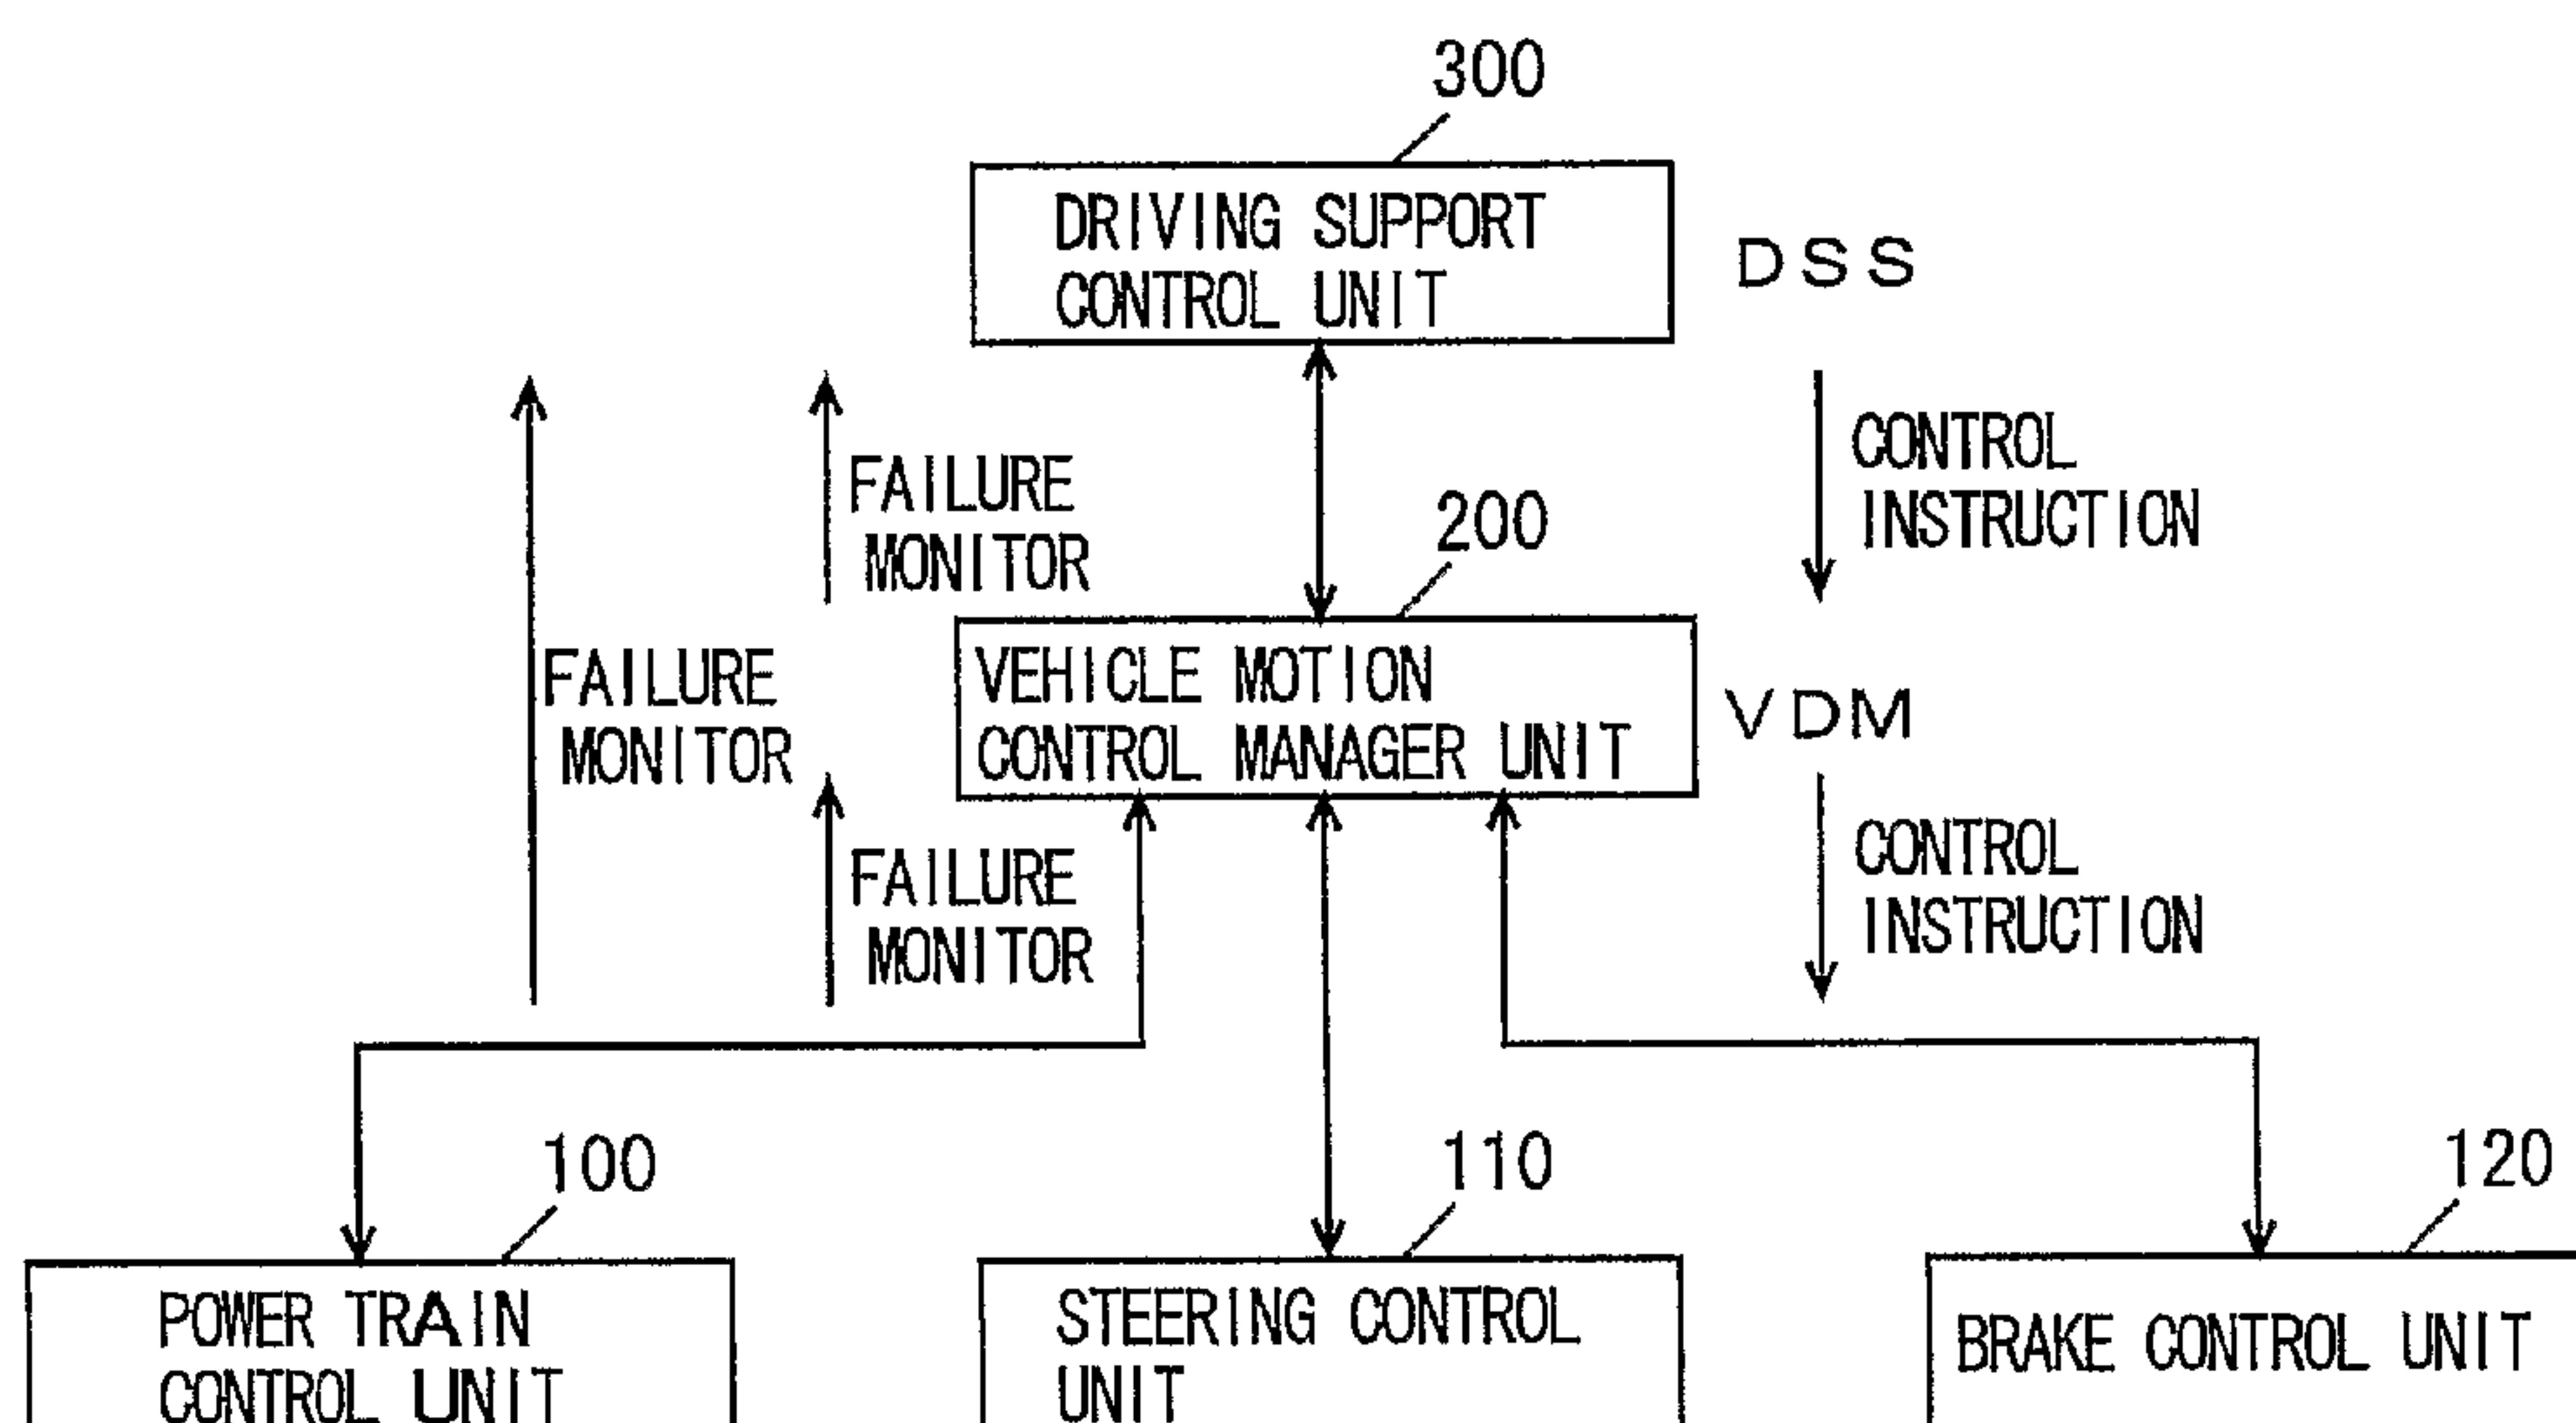 300
DRIVING SUPPORT
CONTROL UNIT
DSS
FAILURE
MONITOR
CONTROL
INSTRUCTION
200
FAILURE
MONITOR
VEHICLE MOTION
CONTROL MANAGER UNIT
VDM
FAILURE
MONITOR
CONTROL
INSTRUCTION
100
110
120
POWER TRAIN
CONTROL UNIT
STEERING CONTROL
UNIT
BRAKE CONTROL UNIT